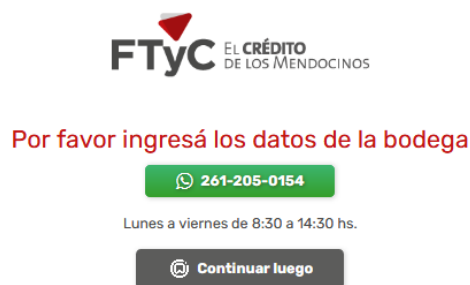 FTyC EL CRÉDITO
DE LOS MENDOCINOS
Por favor ingresá los datos de la bodega
261-205-0154
Lunes a viernes de 8:30 a 14:30 hs.
Continuar luego